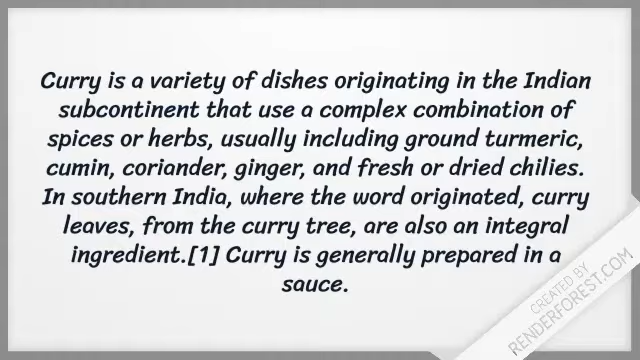 Curry is a variety of dishes originating in the Indian
subcontinent that use a complex combination of
spices or herbs, usually including ground turmeric,
cumin, coriander, ginger, and fresh or dried chilies.
In southern India, where the word originated, curry
leaves, from the curry tree, are also an integral
ingredient.[1] Curry is generally prepared in a
sauce.
CREATED BY
RENDERFOREST.COM